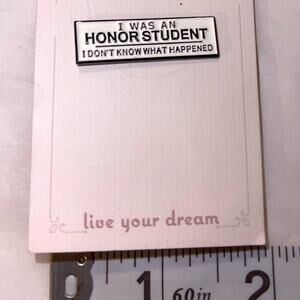 I WAS AN
HONOR STUDENT
I DON'T KNOW WHAT HAPPENED
live your dream
1
2
60in